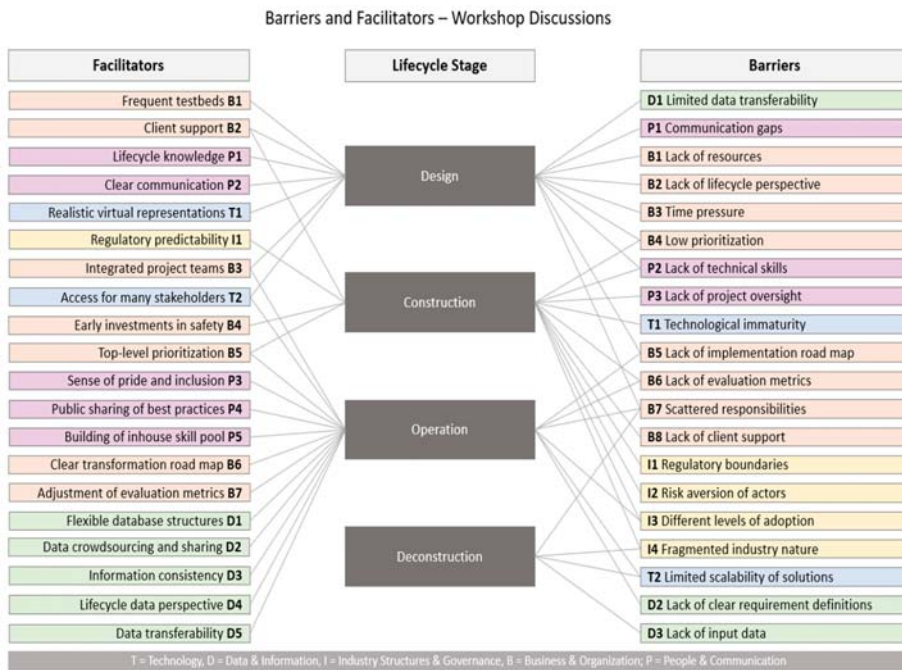 Barriers and Facilitators – Workshop Discussions
Facilitators
Lifecycle Stage
Barriers
Frequent testbeds B1
Client support B2
Lifecycle knowledge P1
Clear communication P2
Realistic virtual representations T1
Regulatory predictability I1
Integrated project teams B3
Access for many stakeholders T2
Early investments in safety B4
Top-level prioritization B5
Sense of pride and inclusion P3
Public sharing of best practices P4
Building of inhouse skill pool P5
Clear transformation road map B6
Adjustment of evaluation metrics B7
Flexible database structures D1
Data crowdsourcing and sharing D2
Information consistency D3
Lifecycle data perspective D4
Data transferability D5
Design
Construction
Operation
Deconstruction
D1 Limited data transferability
P1 Communication gaps
B1 Lack of resources
B2 Lack of lifecycle perspective
B3 Time pressure
B4 Low prioritization
P2 Lack of technical skills
P3 Lack of project oversight
T1 Technological immaturity
B5 Lack of implementation road map
B6 Lack of evaluation metrics
B7 Scattered responsibilities
B8 Lack of client support
I1 Regulatory boundaries
I2 Risk aversion of actors
I3 Different levels of adoption
I4 Fragmented industry nature
T2 Limited scalability of solutions
D2 Lack of clear requirement definitions
D3 Lack of input data
T = Technology, D = Data & Information, I = Industry Structures & Governance, B = Business & Organization; P = People & Communication